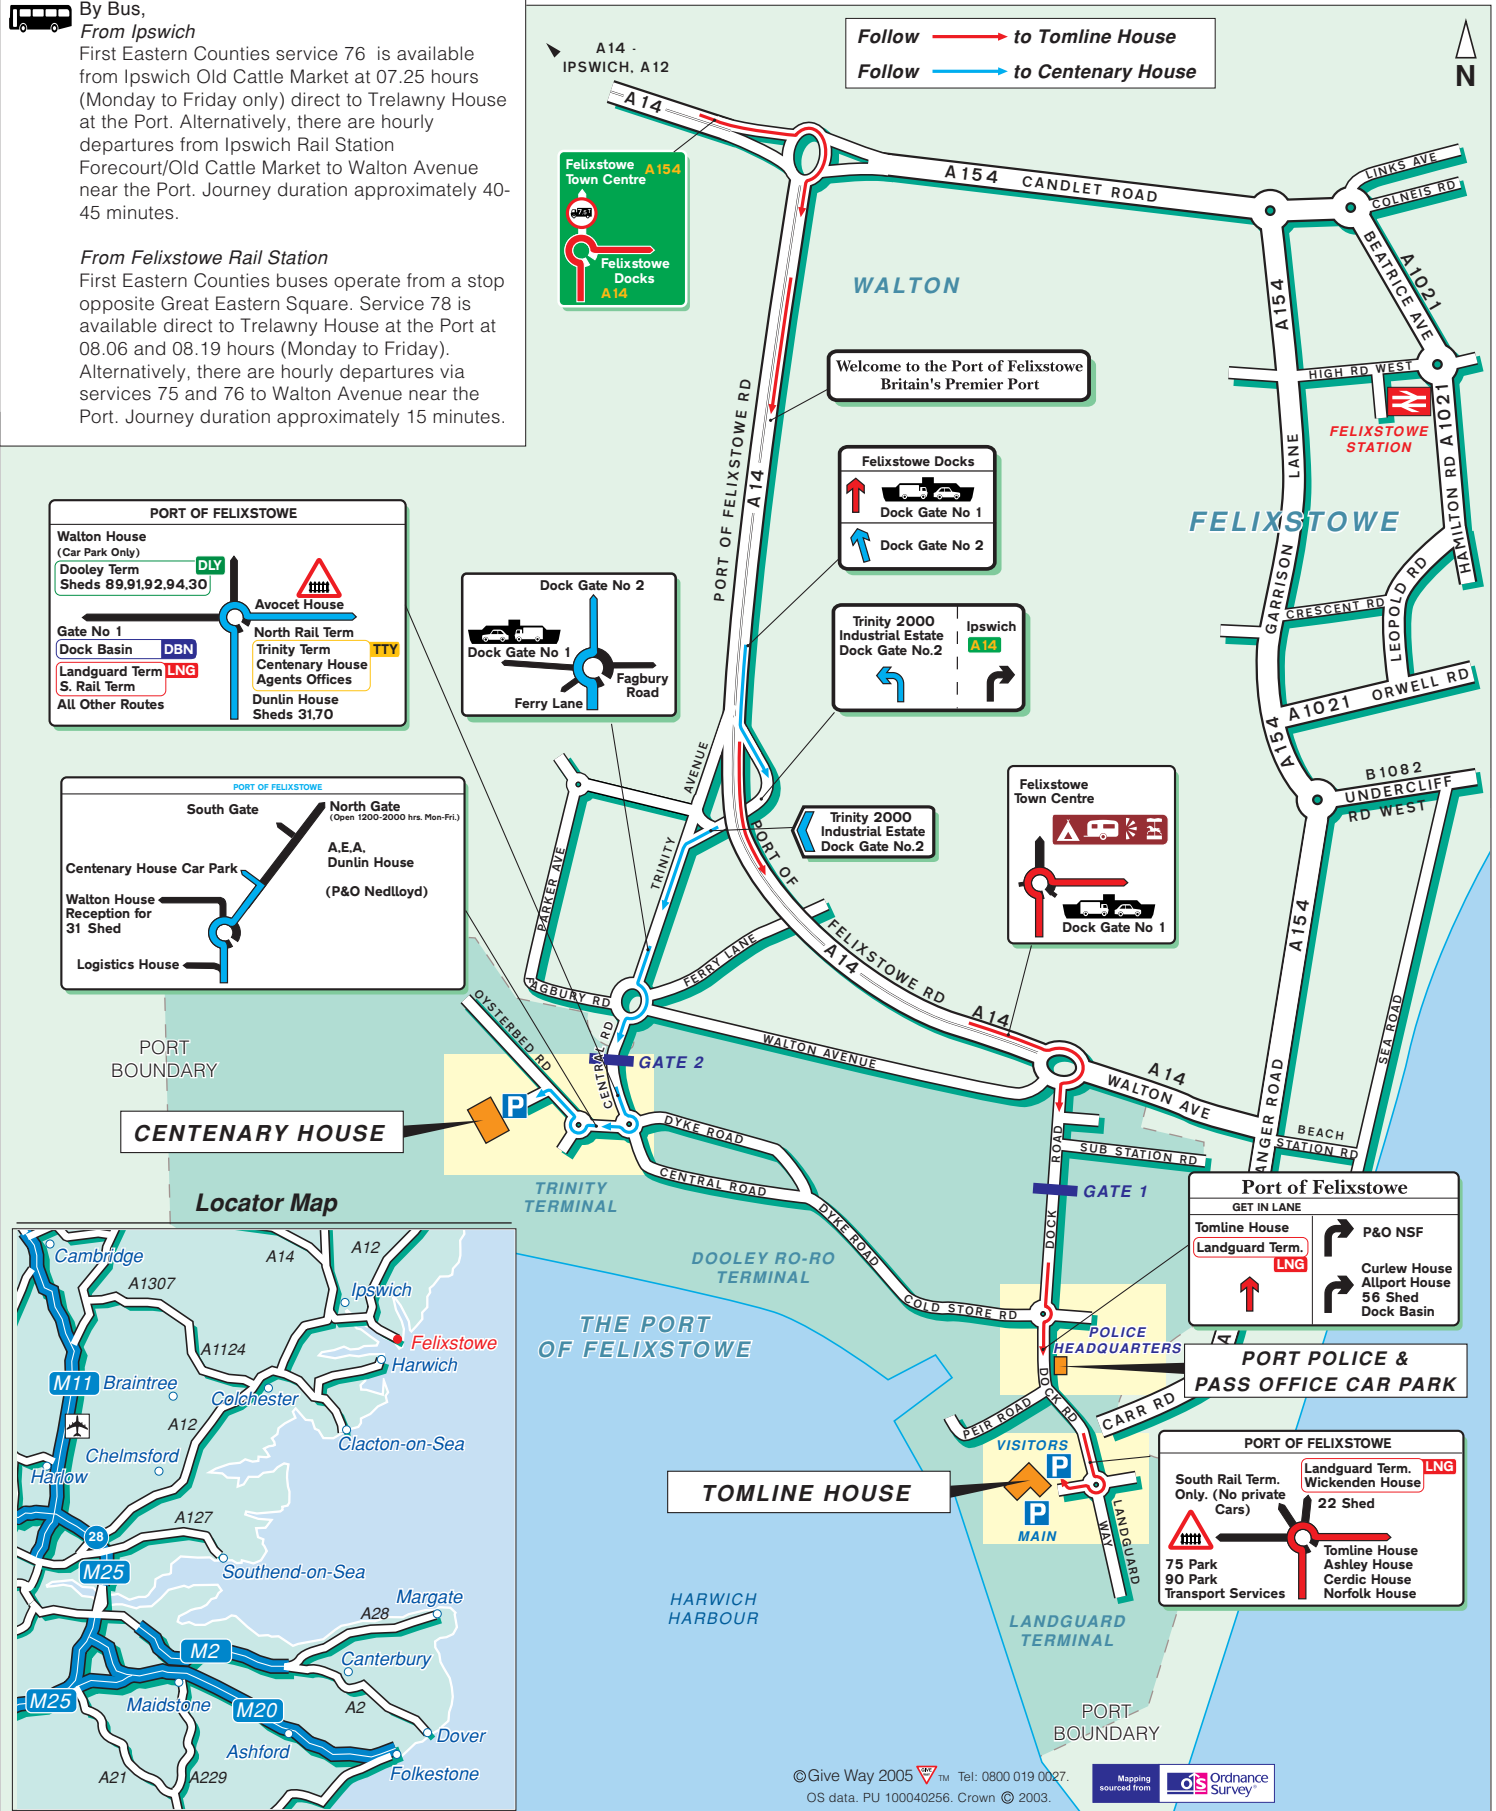 By Bus,
From Ipswich
First Eastern Counties service 76 is available
from Ipswich Old Cattle Market at 07.25 hours
(Monday to Friday only) direct to Trelawny House
at the Port. Alternatively, there are hourly
departures from Ipswich Rail Station
Forecourt/Old Cattle Market to Walton Avenue
near the Port. Journey duration approximately 40-
45 minutes.
From Felixstowe Rail Station
First Eastern Counties buses operate from a stop
opposite Great Eastern Square. Service 78 is
available direct to Trelawny House at the Port at
08.06 and 08.19 hours (Monday to Friday).
Alternatively, there are hourly departures via
services 75 and 76 to Walton Avenue near the
Port. Journey duration approximately 15 minutes.
A14 -
IPSWICH, A12
Follow to Tomline House
Follow to Centenary House
N
A14
Felixstowe
Town Centre
A154
7.5T
Felixstowe
Docks
A14
A154 CANDLET ROAD
LINKS AVE
COLNEIS RD
BEATRICE AVE
A1021
A154
WALTON
HIGH RD WEST
FELIXSTOWE
STATION
HAMILTON RD A1021
Welcome to the Port of Felixstowe
Britain's Premier Port
PORT OF FELIXSTOWE RD
A14
Felixstowe Docks
Dock Gate No 1
Dock Gate No 2
FELIXSTOWE
GARRISON LANE
CRESCENT RD
LEOPOLD RD
A1021 ORWELL RD
A154
B1082
UNDERCLIFF
RD WEST
PORT OF FELIXSTOWE
Walton House
(Car Park Only)
Dooley Term
Sheds 89,91,92,94,30
DLY
Avocet House
Gate No 1
Dock Basin
DBN
Landguard Term
S. Rail Term
LNG
All Other Routes
North Rail Term
Trinity Term
Centenary House
Agents Offices
TTY
Dunlin House
Sheds 31,70
Dock Gate No 2
Dock Gate No 1
Fagbury
Road
Ferry Lane
Trinity 2000
Industrial Estate
Dock Gate No.2
Ipswich
A14
PORT OF FELIXSTOWE
South Gate
North Gate
(Open 1200-2000 hrs. Mon-Fri.)
A,E,A,
Dunlin House
(P&O Nedlloyd)
Centenary House Car Park
Walton House
Reception for
31 Shed
Logistics House
TRINITY AVENUE
PARKER AVE
Trinity 2000
Industrial Estate
Dock Gate No.2
Felixstowe
Town Centre
Dock Gate No 1
PORT OF FELIXSTOWE RD
A14
A14
FERRY LANE
FAGBURY RD
OYSTERBED RD
CENTRAL RD
GATE 2
WALTON AVENUE
A14
WALTON AVE
A154
SEA ROAD
ANGER ROAD
BEACH
STATION RD
PORT
BOUNDARY
CENTENARY HOUSE
P
TRINITY
TERMINAL
DYKE ROAD
CENTRAL ROAD
DYKE ROAD
SUB STATION RD
GATE 1
DOCK ROAD
DOOLEY RO-RO
TERMINAL
COLD STORE RD
THE PORT
OF FELIXSTOWE
Port of Felixstowe
GET IN LANE
Tomline House
Landguard Term.
LNG
P&O NSF
Curlew House
Allport House
56 Shed
Dock Basin
A
POLICE
HEADQUARTERS
PORT POLICE &
PASS OFFICE CAR PARK
DOCK RD
PEIR ROAD
CARR RD
VISITORS
P
TOMLINE HOUSE
P
MAIN
LANDGUARD
WAY
PORT OF FELIXSTOWE
South Rail Term.
Only. (No private
Cars)
Landguard Term.
Wickenden House
LNG
22 Shed
75 Park
90 Park
Transport Services
Tomline House
Ashley House
Cerdic House
Norfolk House
HARWICH
HARBOUR
LANDGUARD
TERMINAL
PORT
BOUNDARY
Locator Map
Cambridge
A14
A12
A1307
Ipswich
A1124
Felixstowe
Harwich
M11
Braintree
Colchester
A12
Clacton-on-Sea
Chelmsford
Harlow
A127
28
M25
Southend-on-Sea
Margate
A28
M2
Canterbury
M25
Maidstone
M20
A2
Dover
Ashford
Folkestone
A21
A229
©Give Way 2005 GIVE WAY TM Tel: 0800 019 0027.
OS data. PU 100040256. Crown © 2003.
Mapping
sourced from
OS Ordnance
Survey®